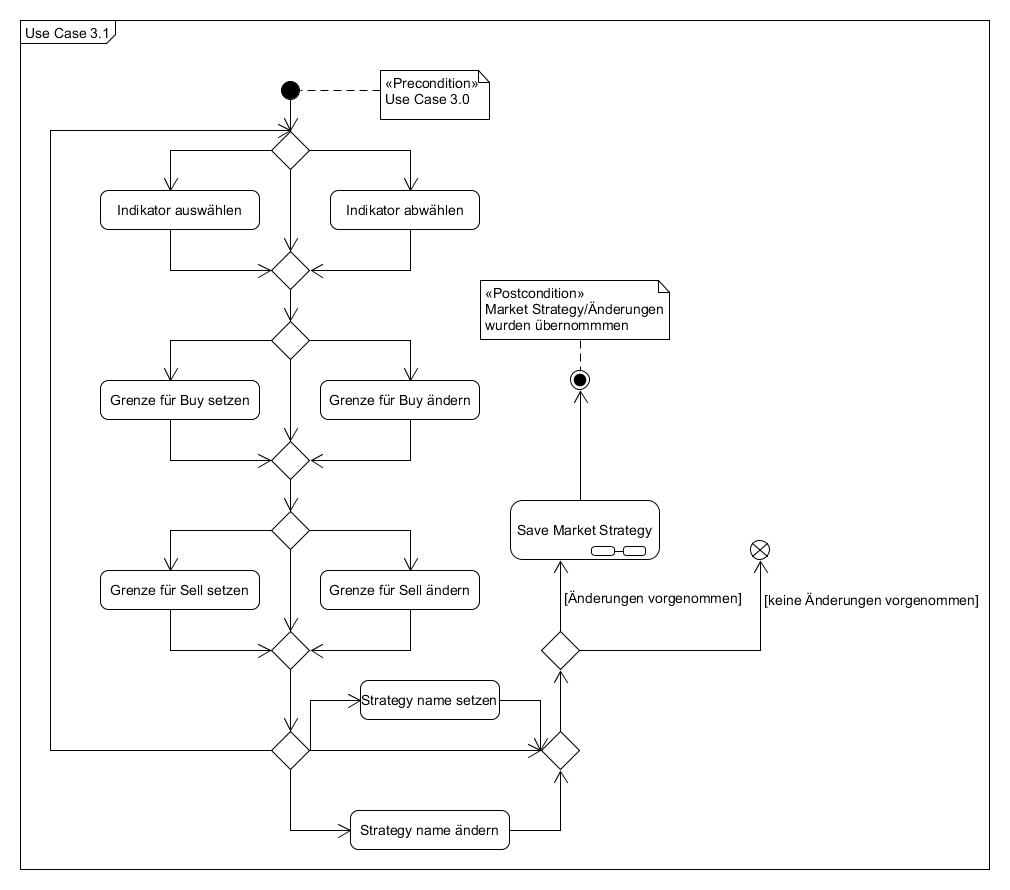 Use Case 3.1
«Precondition»
Use Case 3.0
Indikator auswählen
Indikator abwählen
«Postcondition»
Market Strategy/Änderungen
wurden übernommmen
Grenze für Buy setzen
Grenze für Buy ändern
Save Market Strategy
Grenze für Sell setzen
Grenze für Sell ändern
[Änderungen vorgenommen]
[keine Änderungen vorgenommen]
Strategy name setzen
Strategy name ändern